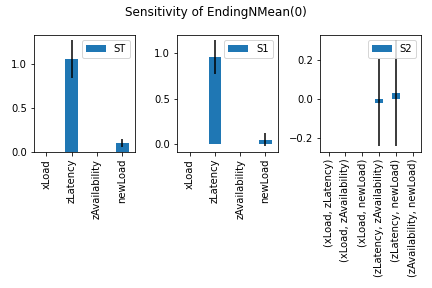 Sensitivity of EndingNMean(0)
ST
1.0
0.5
0.0
xLoad
zLatency
zAvailability
newLoad
S1
1.0
0.5
0.0
xLoad
zLatency
zAvailability
newLoad
S2
0.2
0.0
−0.2
(xLoad, zLatency)
(xLoad, zAvailability)
(xLoad, newLoad)
(zLatency, zAvailability)
(zLatency, newLoad)
(zAvailability, newLoad)